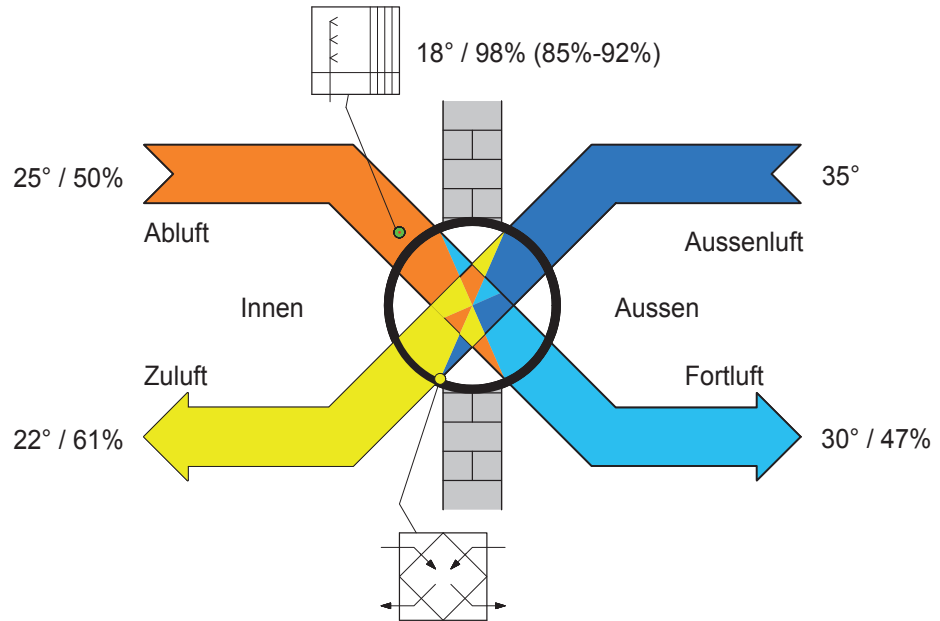 18° / 98% (85%-92%)
25° / 50%
35°
Abluft
Aussenluft
Innen
Aussen
Zuluft
Fortluft
22° / 61%
30° / 47%